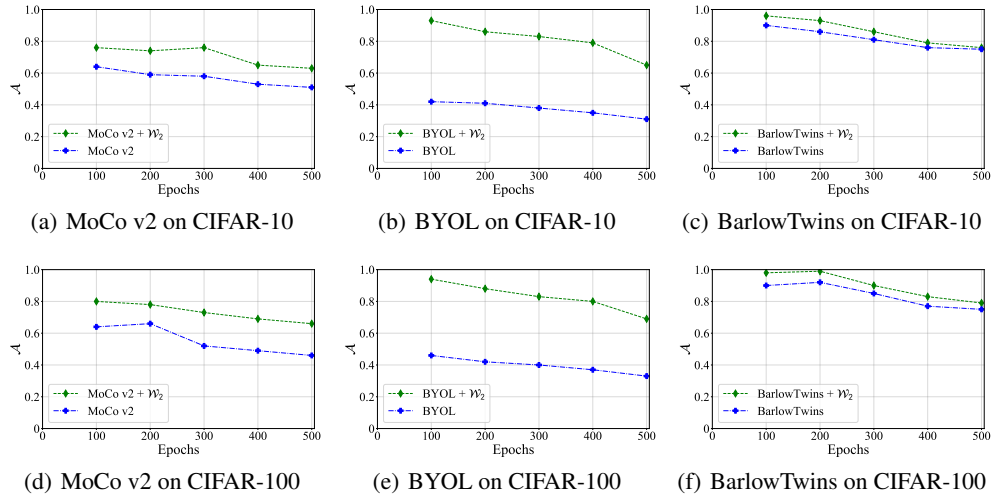 1.0
0.8
0.6
0.4
0.2
0
𝒜
MoCo v2 + 𝒲₂
MoCo v2
0 100 200 300 400 500
Epochs
(a) MoCo v2 on CIFAR-10
1.0
0.8
0.6
0.4
0.2
0
𝒜
BYOL + 𝒲₂
BYOL
0 100 200 300 400 500
Epochs
(b) BYOL on CIFAR-10
1.0
0.8
0.6
0.4
0.2
0
𝒜
BarlowTwins + 𝒲₂
BarlowTwins
0 100 200 300 400 500
Epochs
(c) BarlowTwins on CIFAR-10
1.0
0.8
0.6
0.4
0.2
0
𝒜
MoCo v2 + 𝒲₂
MoCo v2
0 100 200 300 400 500
Epochs
(d) MoCo v2 on CIFAR-100
1.0
0.8
0.6
0.4
0.2
0
𝒜
BYOL + 𝒲₂
BYOL
0 100 200 300 400 500
Epochs
(e) BYOL on CIFAR-100
1.0
0.8
0.6
0.4
0.2
0
𝒜
BarlowTwins + 𝒲₂
BarlowTwins
0 100 200 300 400 500
Epochs
(f) BarlowTwins on CIFAR-100